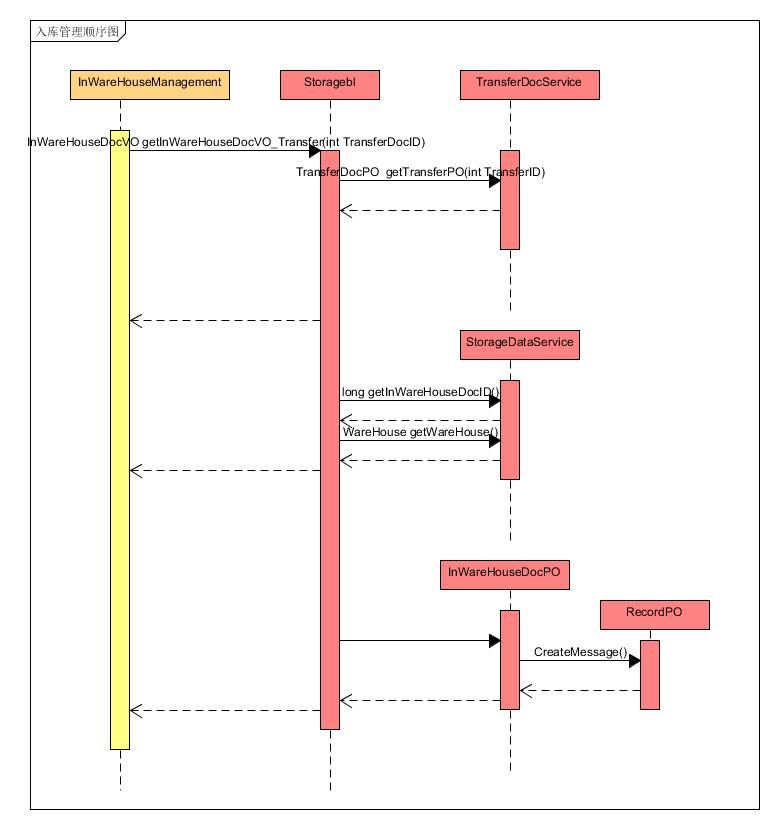 入库管理顺序图
InWareHouseManagement
Storagebl
TransferDocService
InWareHouseDocVO getInWareHouseDocVO_Transfer(int TransferDocID)
TransferDocPO getTransferPO(int TransferID)
StorageDataService
long getInWareHouseDocID()
WareHouse getWareHouse()
InWareHouseDocPO
RecordPO
CreateMessage()